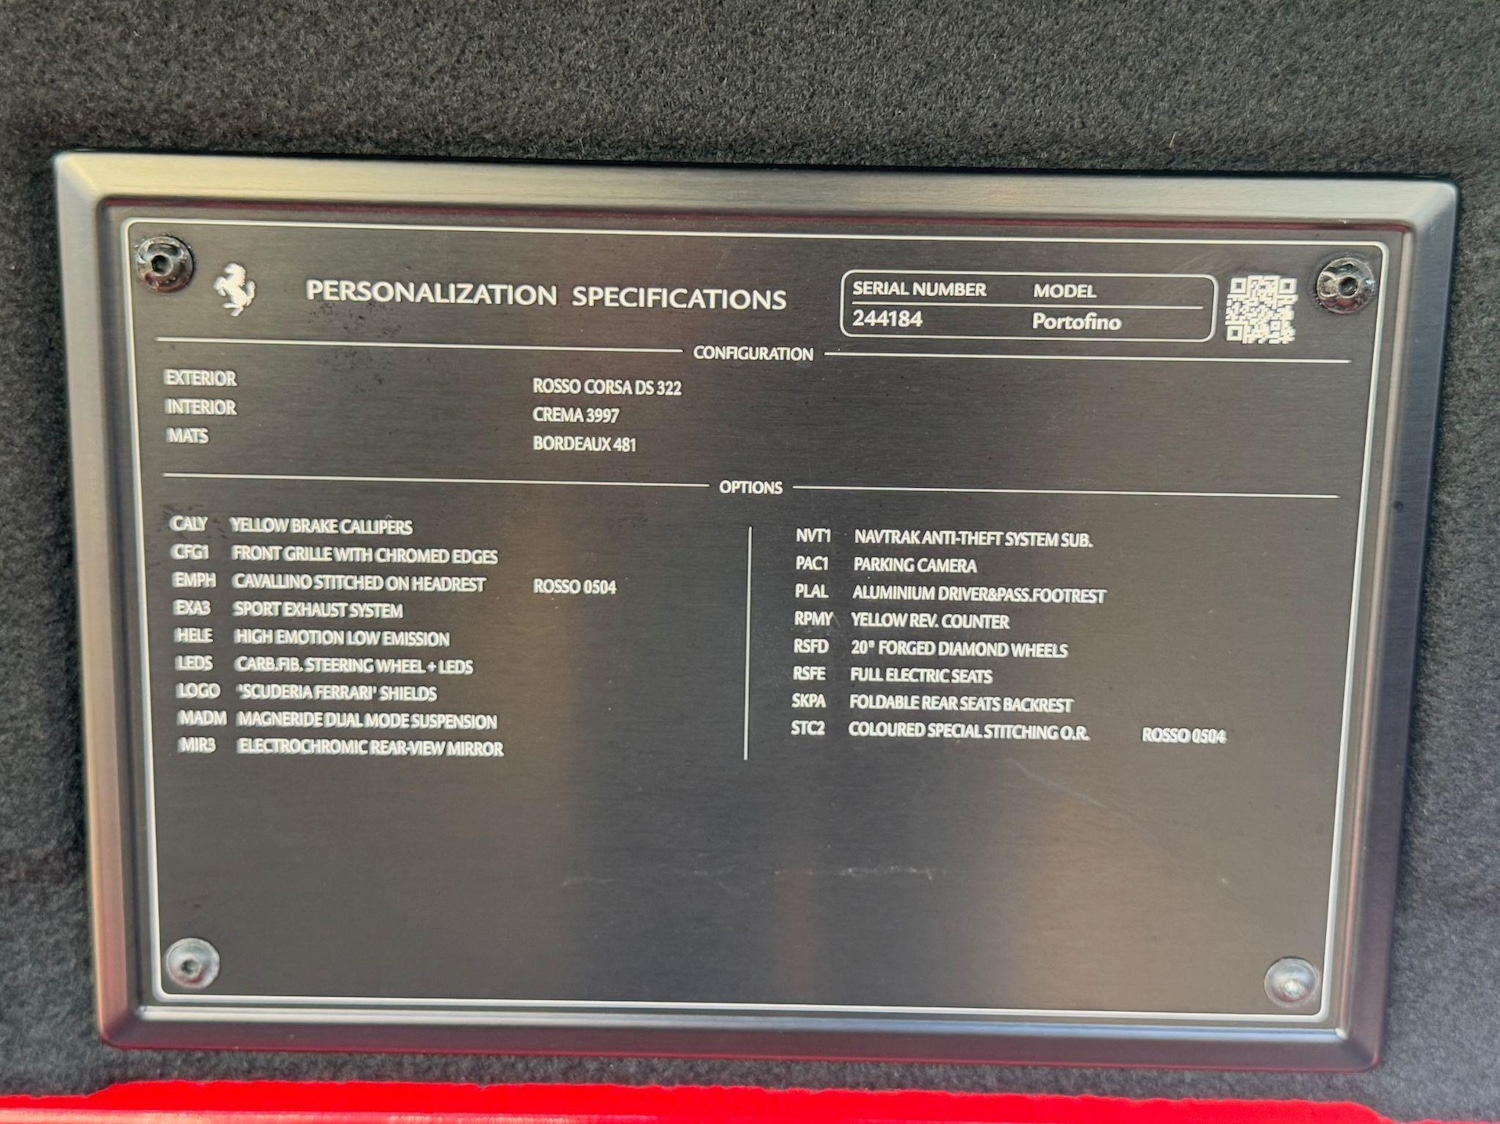 PERSONALIZATION SPECIFICATIONS
SERIAL NUMBER MODEL
244184 Portofino
CONFIGURATION
EXTERIOR ROSSO CORSA DS 322
INTERIOR CREMA 3997
MATS BORDEAUX 481
OPTIONS
CALY YELLOW BRAKE CALLIPERS
CFG1 FRONT GRILLE WITH CHROMED EDGES
EMPH CAVALLINO STITCHED ON HEADREST ROSSO 0504
EXA3 SPORT EXHAUST SYSTEM
HELE HIGH EMOTION LOW EMISSION
LEDS CARB.FIB. STEERING WHEEL + LEDS
LOGO "SCUDERIA FERRARI" SHIELDS
MADM MAGNERIDE DUAL MODE SUSPENSION
MIR3 ELECTROCHROMIC REAR-VIEW MIRROR
NVT1 NAVTRAK ANTI-THEFT SYSTEM SUB.
PAC1 PARKING CAMERA
PLAL ALUMINIUM DRIVER&PASS.FOOTREST
RPMY YELLOW REV. COUNTER
RSFD 20" FORGED DIAMOND WHEELS
RSFE FULL ELECTRIC SEATS
SKPA FOLDABLE REAR SEATS BACKREST
STC2 COLOURED SPECIAL STITCHING O.R. ROSSO 0504